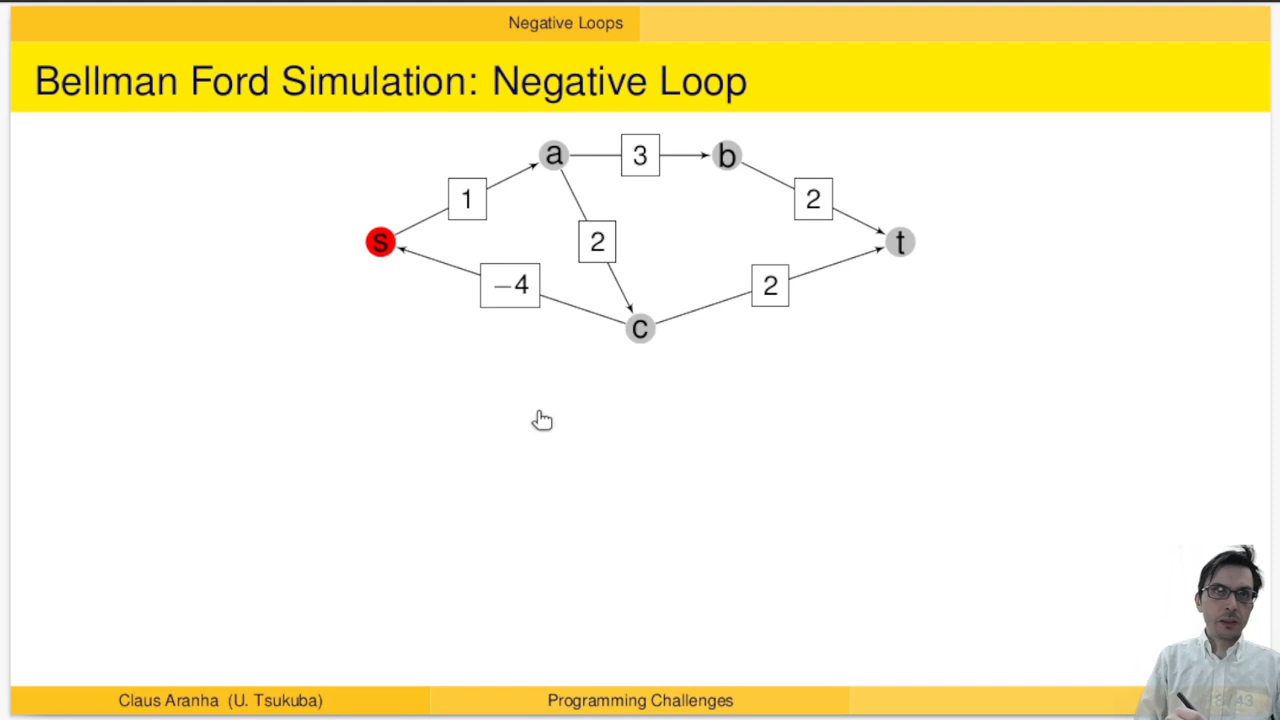 Negative Loops
Bellman Ford Simulation: Negative Loop
a
3
b
1
2
s
2
t
−4
2
c
Claus Aranha (U. Tsukuba)
Programming Challenges